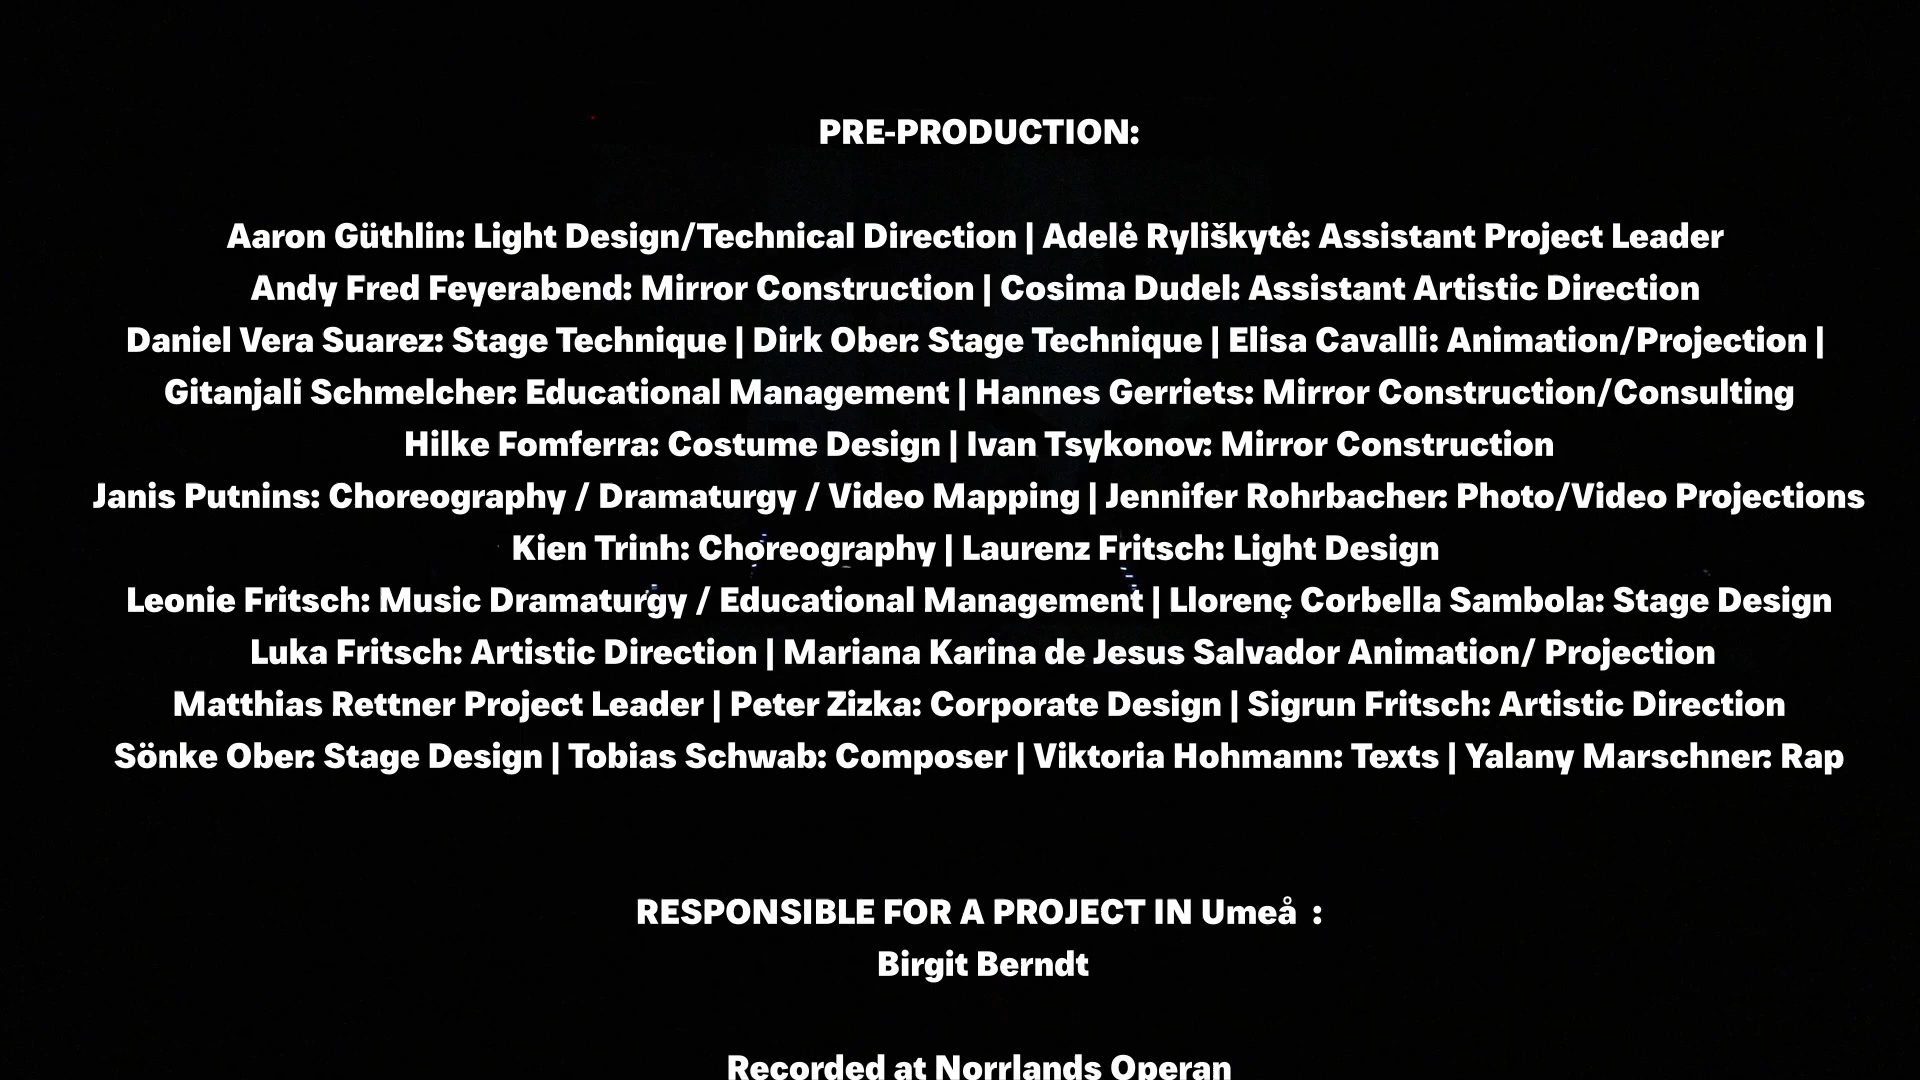 PRE-PRODUCTION:
Aaron Güthlin: Light Design/Technical Direction | Adelė Ryliškytė: Assistant Project Leader
Andy Fred Feyerabend: Mirror Construction | Cosima Dudel: Assistant Artistic Direction
Daniel Vera Suarez: Stage Technique | Dirk Ober: Stage Technique | Elisa Cavalli: Animation/Projection |
Gitanjali Schmelcher: Educational Management | Hannes Gerriets: Mirror Construction/Consulting
Hilke Fomferra: Costume Design | Ivan Tsykonov: Mirror Construction
Janis Putnins: Choreography / Dramaturgy / Video Mapping | Jennifer Rohrbacher: Photo/Video Projections
Kien Trinh: Choreography | Laurenz Fritsch: Light Design
Leonie Fritsch: Music Dramaturgy / Educational Management | Llorenç Corbella Sambola: Stage Design
Luka Fritsch: Artistic Direction | Mariana Karina de Jesus Salvador Animation/ Projection
Matthias Rettner Project Leader | Peter Zizka: Corporate Design | Sigrun Fritsch: Artistic Direction
Sönke Ober: Stage Design | Tobias Schwab: Composer | Viktoria Hohmann: Texts | Yalany Marschner: Rap
RESPONSIBLE FOR A PROJECT IN Umeå :
Birgit Berndt
Recorded at Norrlands Operan